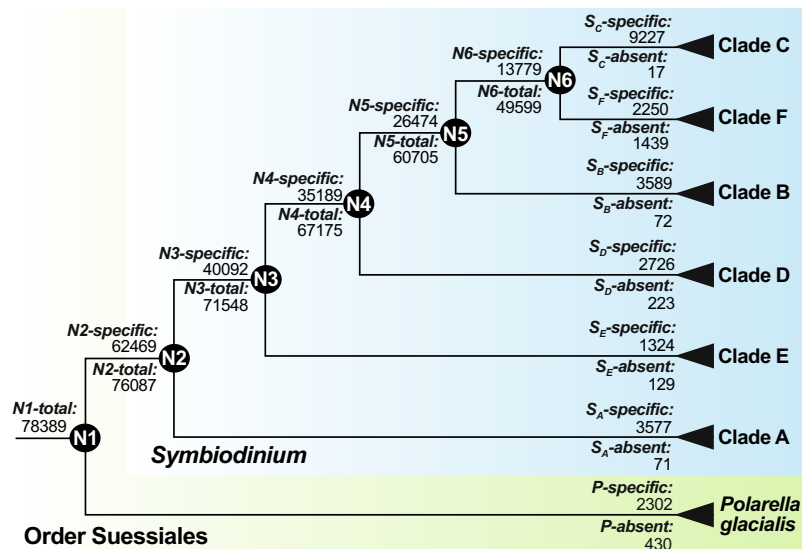 S_C-specific:
9227
Clade C
S_C-absent:
17
N6-specific:
13779
N6
N6-total:
49599
S_F-specific:
2250
Clade F
S_F-absent:
1439
N5-specific:
26474
N5
N5-total:
60705
S_B-specific:
3589
Clade B
S_B-absent:
72
N4-specific:
35189
N4
N4-total:
67175
S_D-specific:
2726
Clade D
S_D-absent:
223
N3-specific:
40092
N3
N3-total:
71548
S_E-specific:
1324
Clade E
S_E-absent:
129
N2-specific:
62469
N2
N2-total:
76087
S_A-specific:
3577
Clade A
S_A-absent:
71
N1-total:
78389
N1
Symbiodinium
P-specific:
2302
Polarella
glacialis
P-absent:
430
Order Suessiales